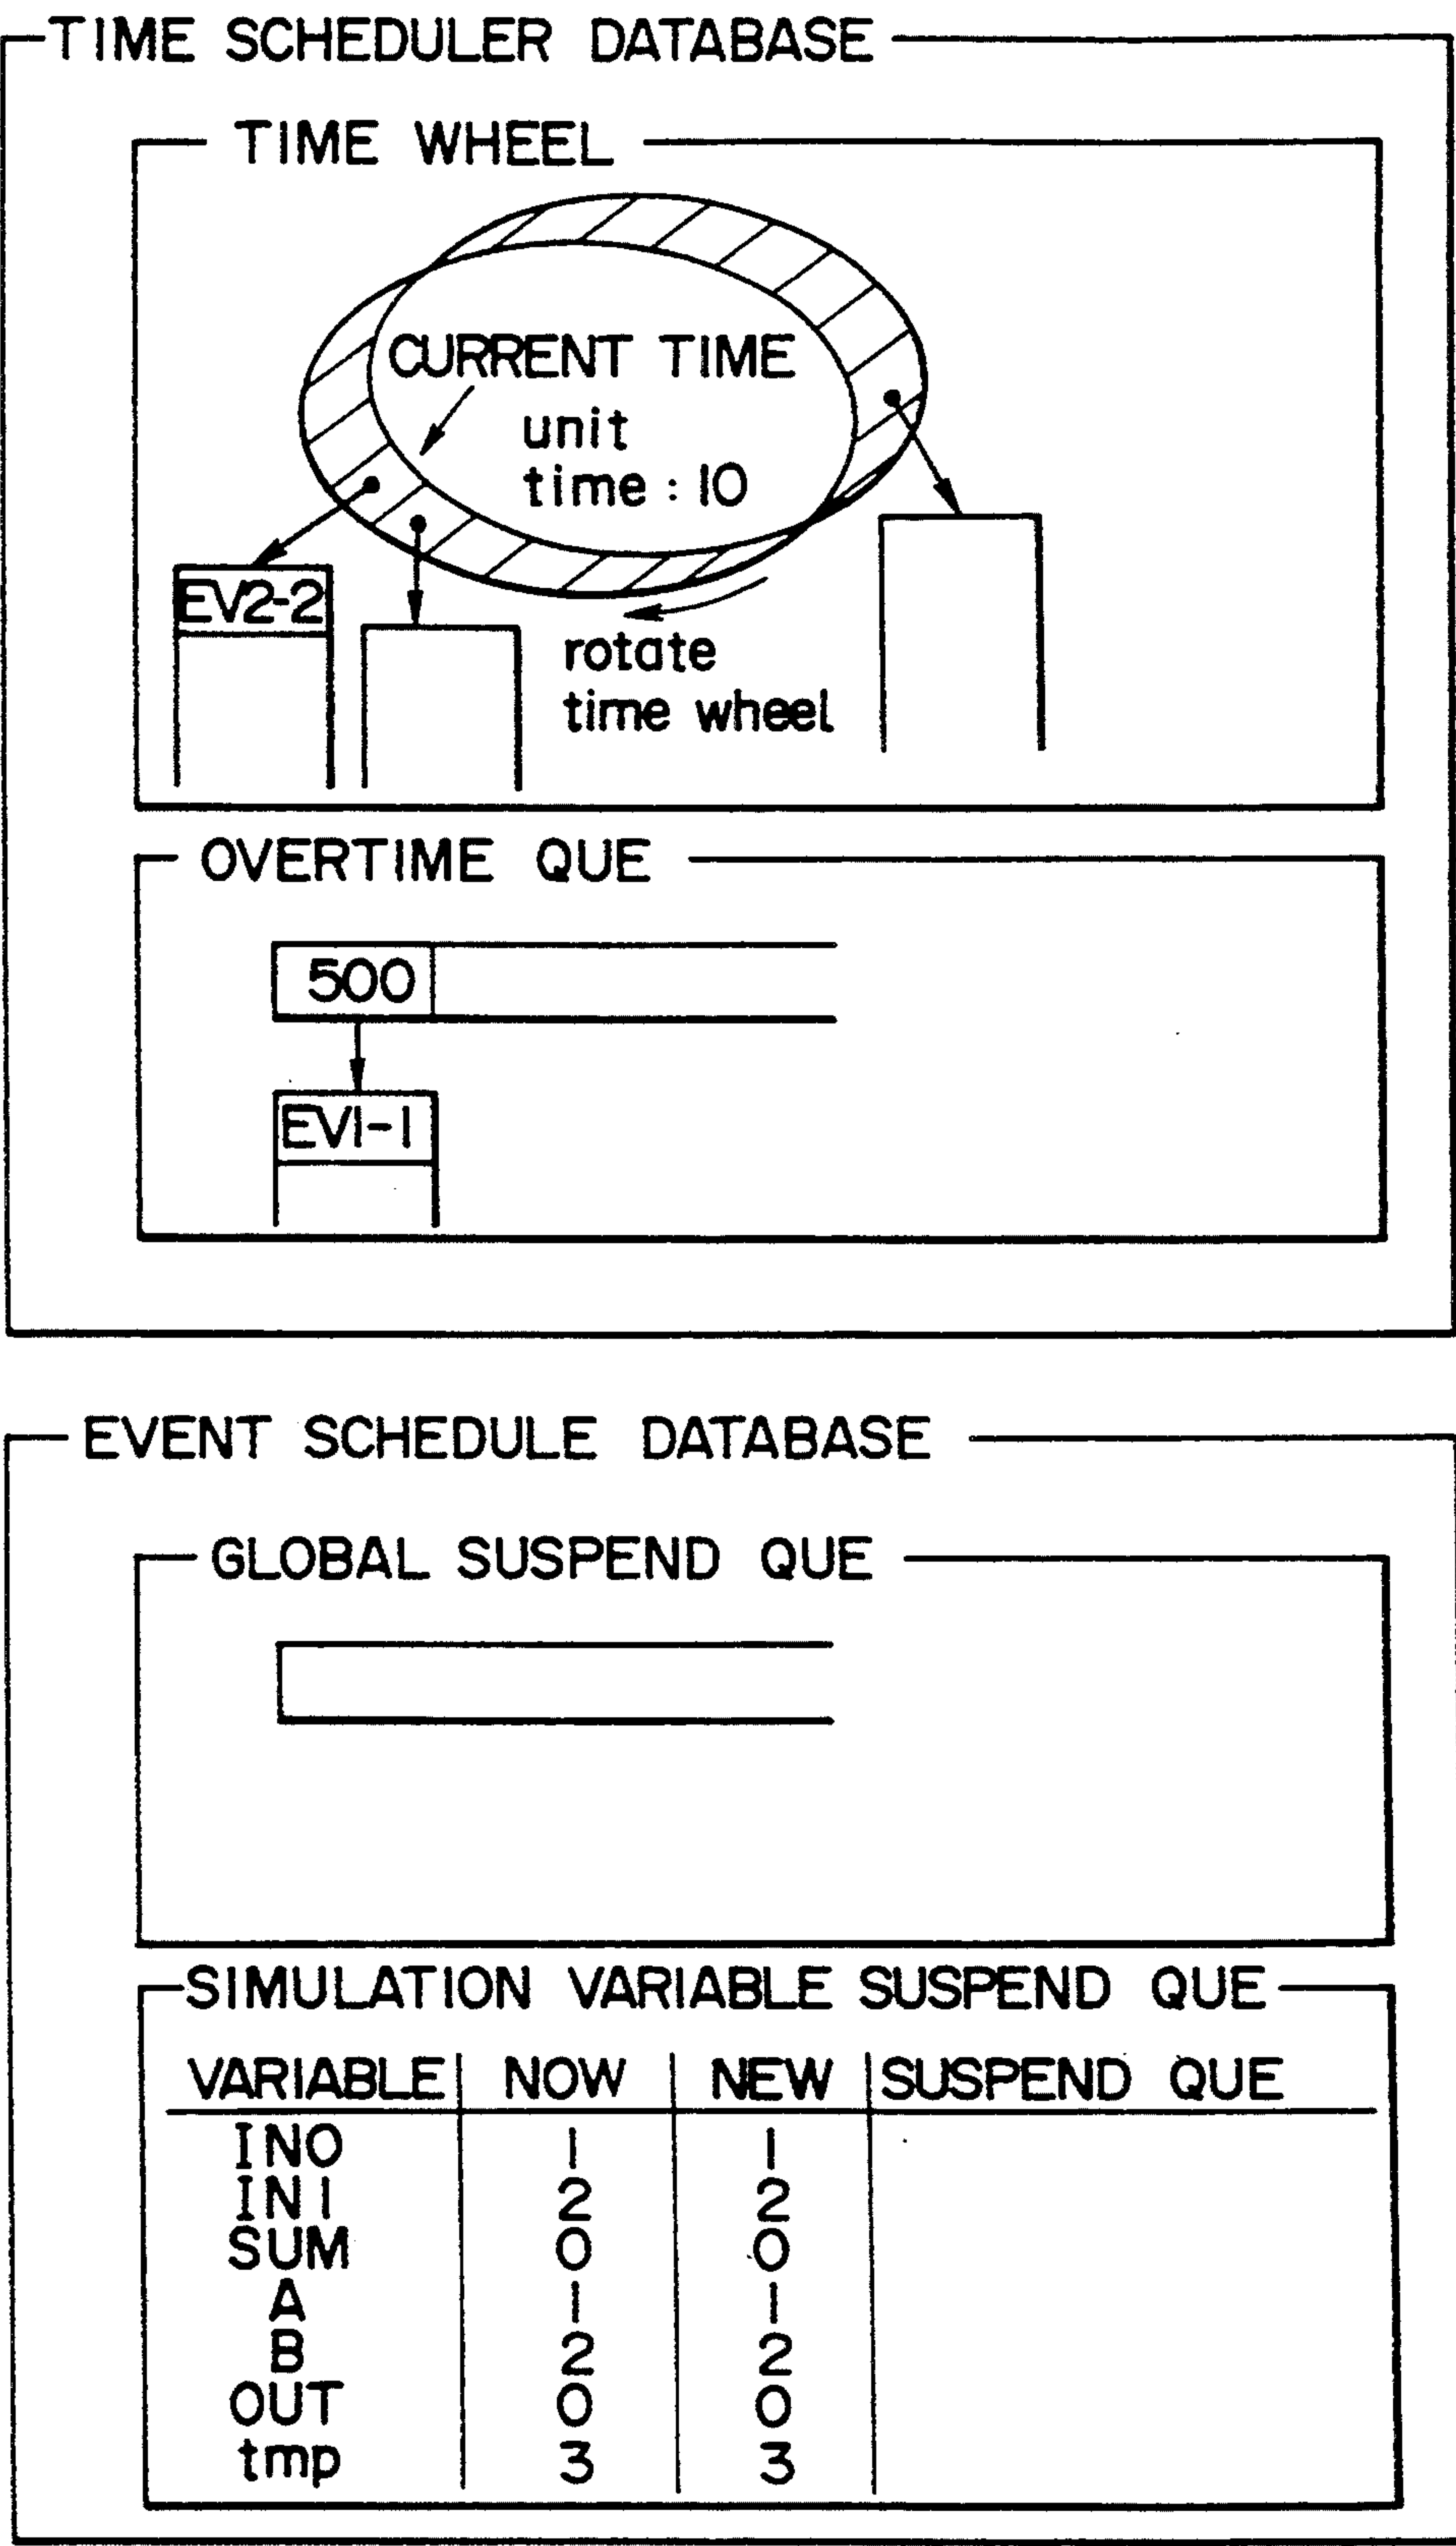 TIME SCHEDULER DATABASE
TIME WHEEL
CURRENT TIME
unit
time : 10
EV2-2
rotate
time wheel
OVERTIME QUE
500
EV1-1
EVENT SCHEDULE DATABASE
GLOBAL SUSPEND QUE
SIMULATION VARIABLE SUSPEND QUE
VARIABLE NOW NEW SUSPEND QUE
IN0 1 1
IN1 2 2
SUM 0 0
A 1 1
B 2 2
OUT 0 0
tmp 3 3